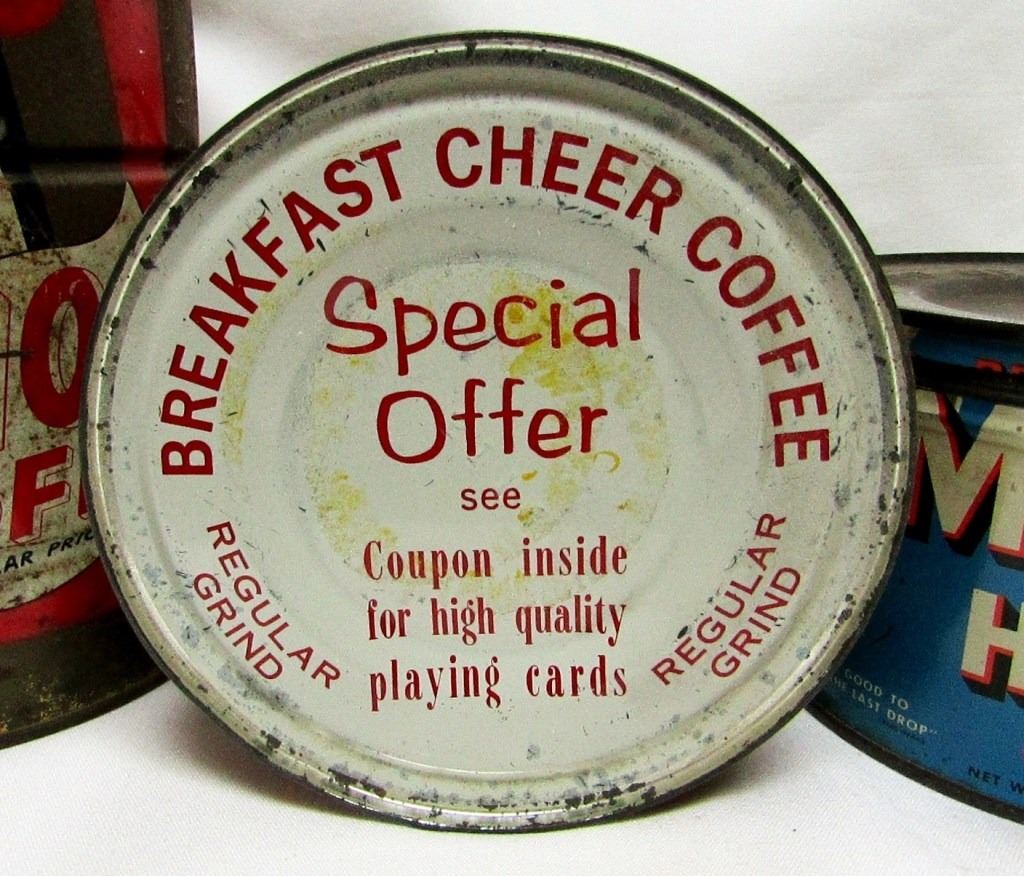 BREAKFAST CHEER COFFEE
Special
Offer
see
Coupon inside
for high quality
playing cards
REGULAR
GRIND
REGULAR
GRIND
GOOD TO
LAST DROP"
NET